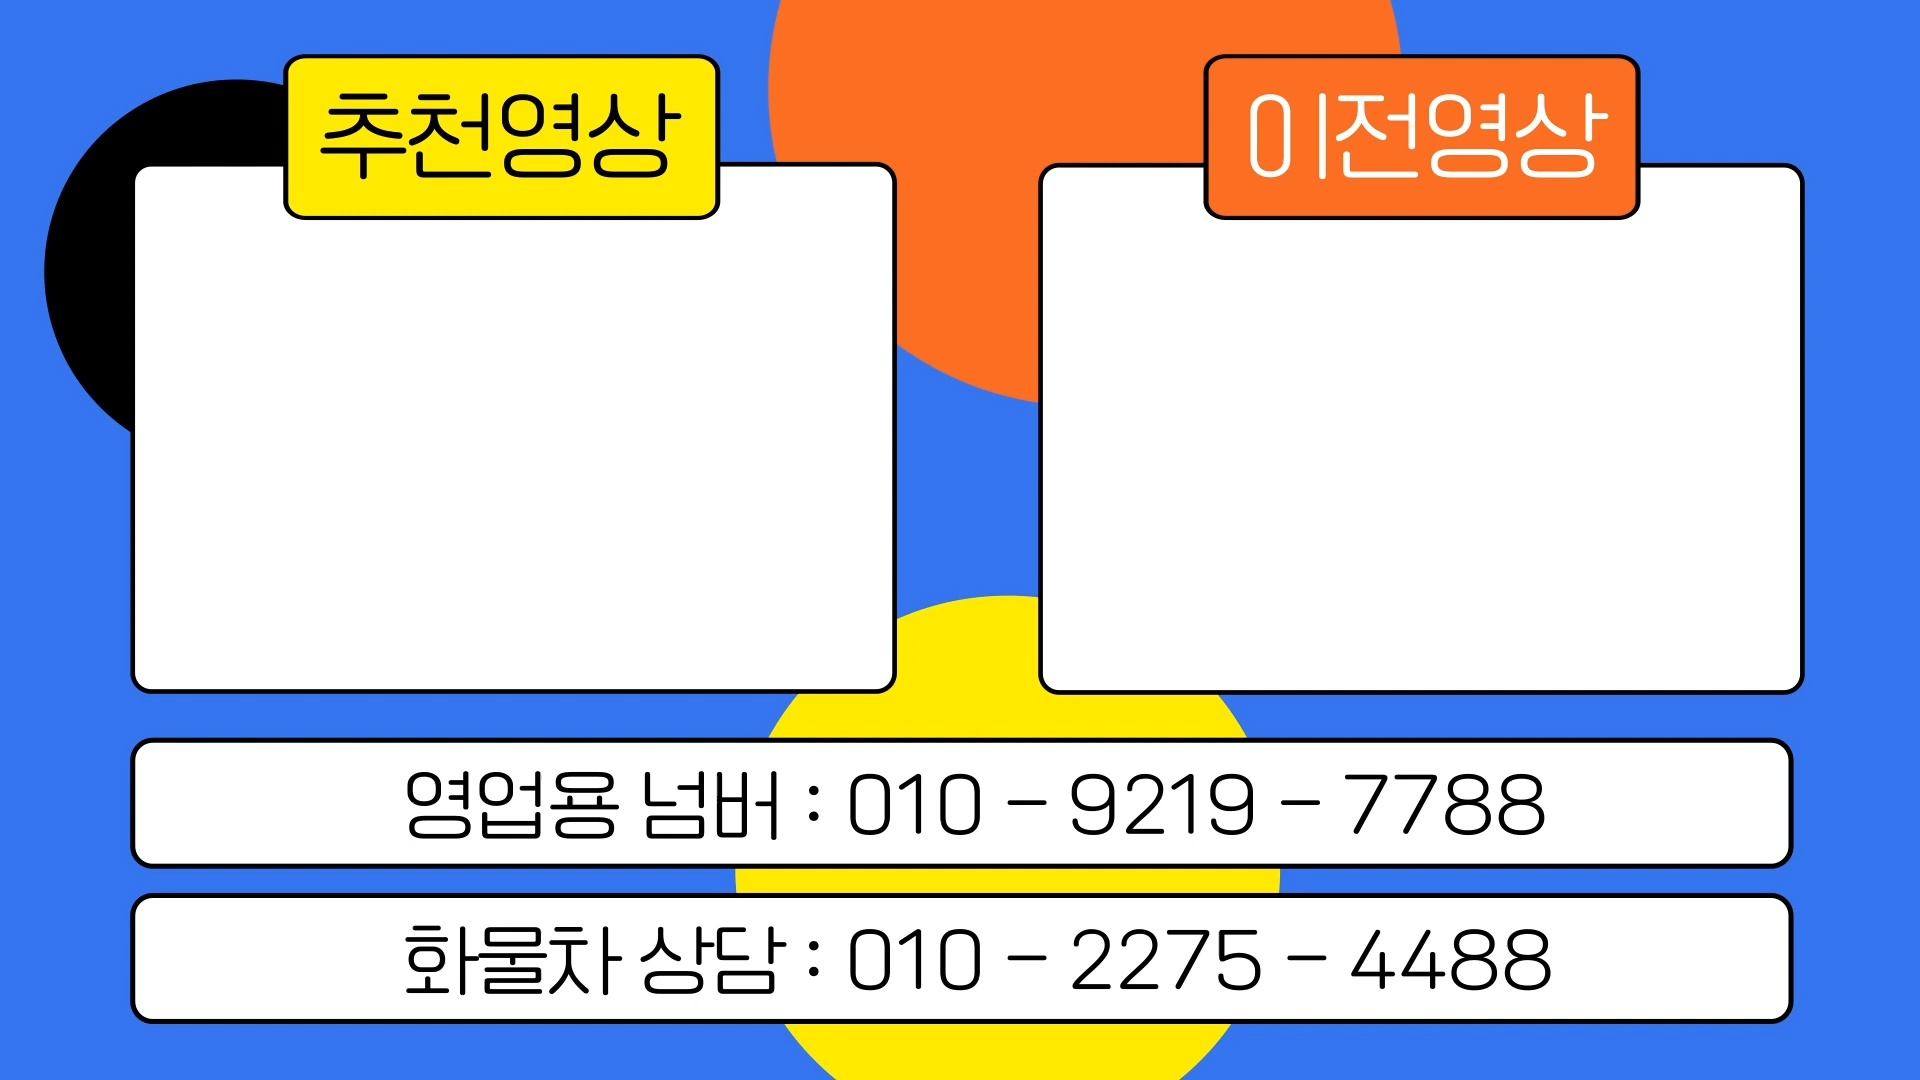 추천영상
이전영상
영업용 넘버 : 010 - 9219 - 7788
화물차 상담 : 010 - 2275 - 4488